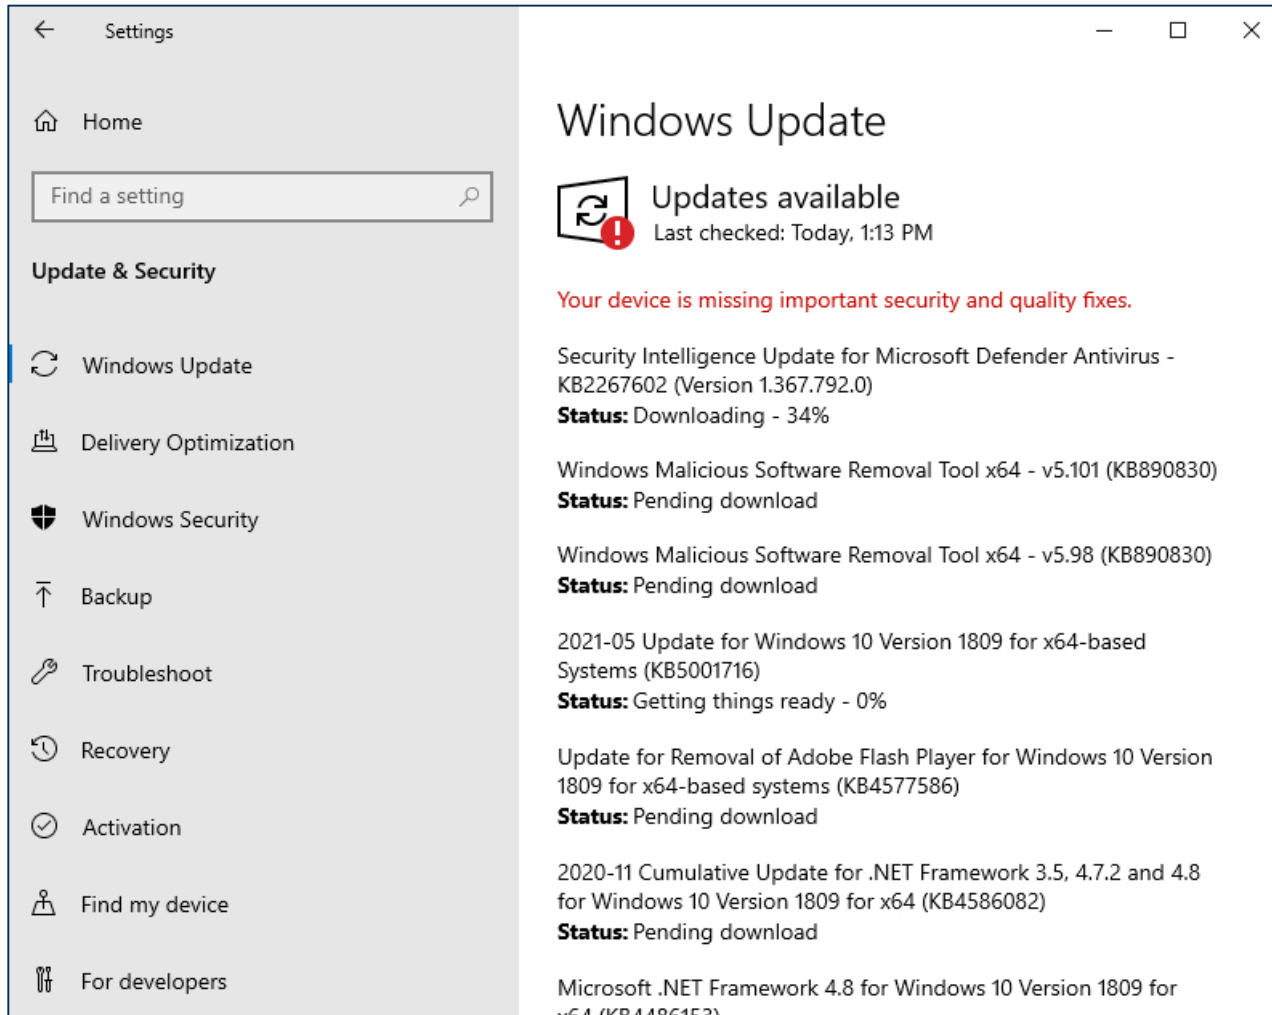 Settings
Home
Find a setting
Update & Security
Windows Update
Delivery Optimization
Windows Security
Backup
Troubleshoot
Recovery
Activation
Find my device
For developers
Windows Update
Updates available
Last checked: Today, 1:13 PM
Your device is missing important security and quality fixes.
Security Intelligence Update for Microsoft Defender Antivirus -
KB2267602 (Version 1.367.792.0)
Status: Downloading - 34%
Windows Malicious Software Removal Tool x64 - v5.101 (KB890830)
Status: Pending download
Windows Malicious Software Removal Tool x64 - v5.98 (KB890830)
Status: Pending download
2021-05 Update for Windows 10 Version 1809 for x64-based
Systems (KB5001716)
Status: Getting things ready - 0%
Update for Removal of Adobe Flash Player for Windows 10 Version
1809 for x64-based systems (KB4577586)
Status: Pending download
2020-11 Cumulative Update for .NET Framework 3.5, 4.7.2 and 4.8
for Windows 10 Version 1809 for x64 (KB4586082)
Status: Pending download
Microsoft .NET Framework 4.8 for Windows 10 Version 1809 for
x64 (KB4486153)